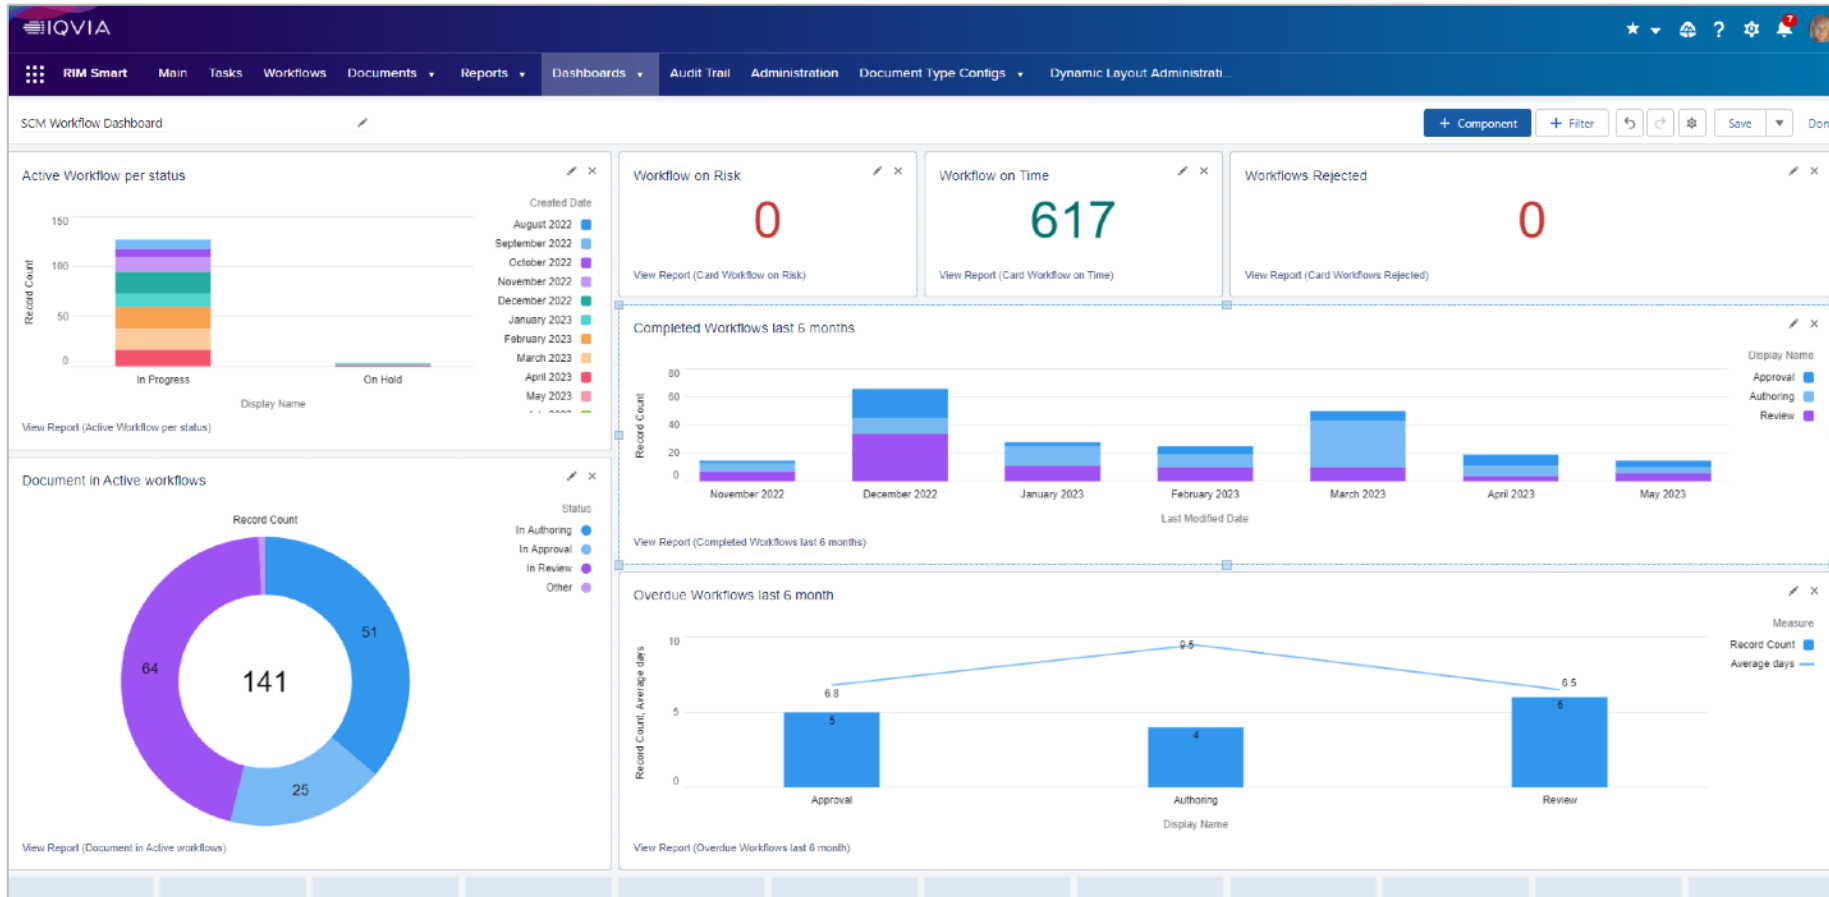 IQVIA
7
RIM Smart Main Tasks Workflows Documents Reports Dashboards Audit Trail Administration Document Type Configs Dynamic Layout Administrati...
SCM Workflow Dashboard
+ Component + Filter Save Don
Active Workflow per status
Created Date
August 2022
September 2022
October 2022
November 2022
December 2022
January 2023
February 2023
March 2023
April 2023
May 2023
150
100
50
0
Record Count
In Progress On Hold
Display Name
View Report (Active Workflow per status)
Workflow on Risk
0
View Report (Card Workflow on Risk)
Workflow on Time
617
View Report (Card Workflow on Time)
Workflows Rejected
0
View Report (Card Workflows Rejected)
Completed Workflows last 6 months
Display Name
Approval
Authoring
Review
80
60
40
20
0
Record Count
November 2022 December 2022 January 2023 February 2023 March 2023 April 2023 May 2023
Last Modified Date
View Report (Completed Workflows last 6 months)
Document in Active workflows
Record Count
Status
In Authoring
In Approval
In Review
Other
51
64
141
25
View Report (Document in Active workflows)
Overdue Workflows last 6 month
Measure
Record Count
Average days
10
5
0
Record Count, Average days
6.8
9.5
6.5
5
4
6
Approval Authoring Review
Display Name
View Report (Overdue Workflows last 6 month)